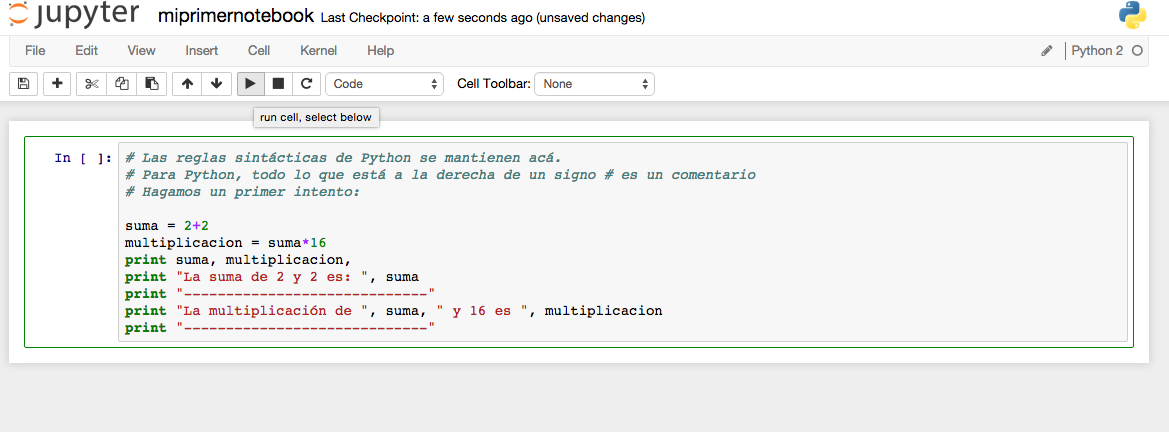 jupyter miprimernotebook Last Checkpoint: a few seconds ago (unsaved changes)
File Edit View Insert Cell Kernel Help Python 2
Code Cell Toolbar: None
run cell, select below
In [ ]: # Las reglas sintácticas de Python se mantienen acá.
# Para Python, todo lo que está a la derecha de un signo # es un comentario
# Hagamos un primer intento:
suma = 2+2
multiplicacion = suma*16
print suma, multiplicacion,
print "La suma de 2 y 2 es: ", suma
print "-----------------------------"
print "La multiplicación de ", suma, " y 16 es ", multiplicacion
print "-----------------------------"